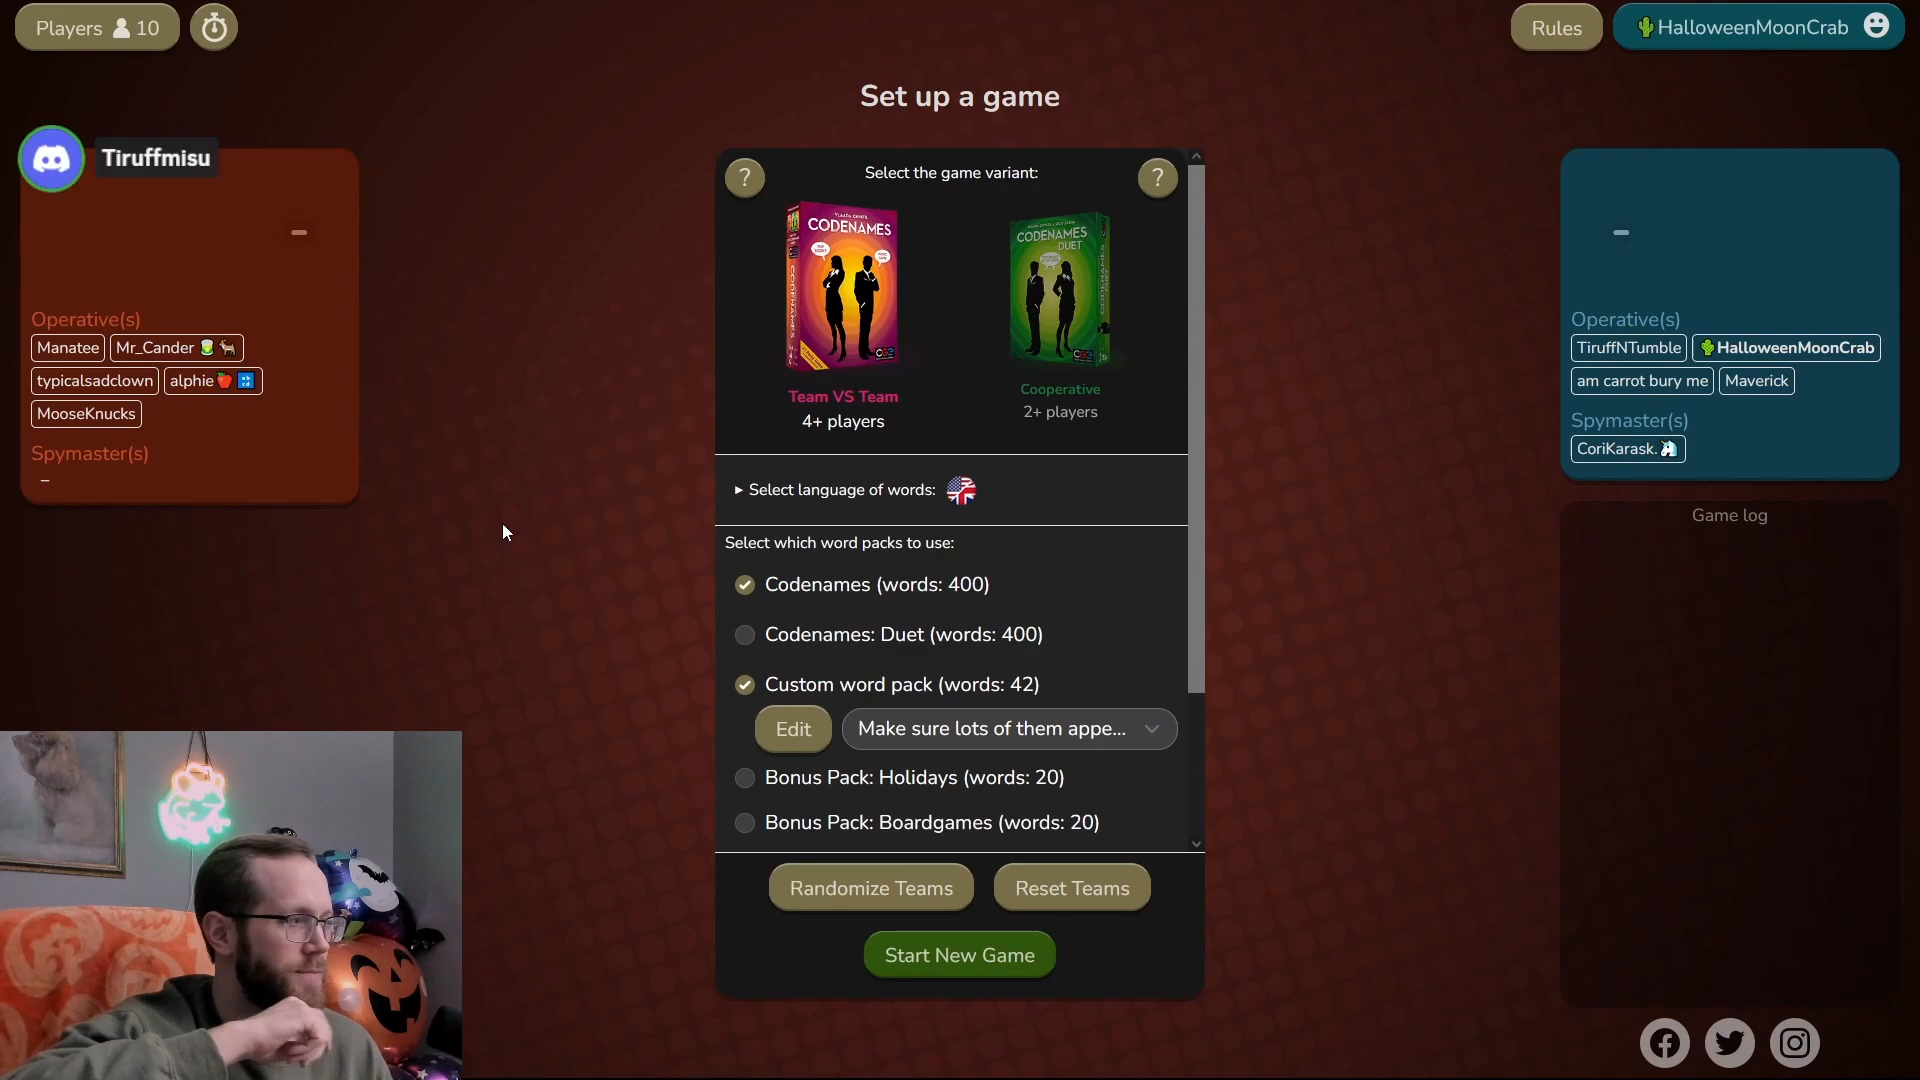 Players 10
Rules
🌵HalloweenMoonCrab
Set up a game
Tiruffmisu
Operative(s)
Manatee
Mr_Cander 🍺🐐
typicalsadclown
alphie🍎🔡
MooseKnucks
Spymaster(s)
–
?
Select the game variant:
?
CODENAMES
CODENAMES
DUET
Team VS Team
4+ players
Cooperative
2+ players
Select language of words:
Select which word packs to use:
Codenames (words: 400)
Codenames: Duet (words: 400)
Custom word pack (words: 42)
Edit
Make sure lots of them appe...
Bonus Pack: Holidays (words: 20)
Bonus Pack: Boardgames (words: 20)
Randomize Teams
Reset Teams
Start New Game
Operative(s)
TiruffNTumble
🌵HalloweenMoonCrab
am carrot bury me
Maverick
Spymaster(s)
CoriKarask.🦄
Game log